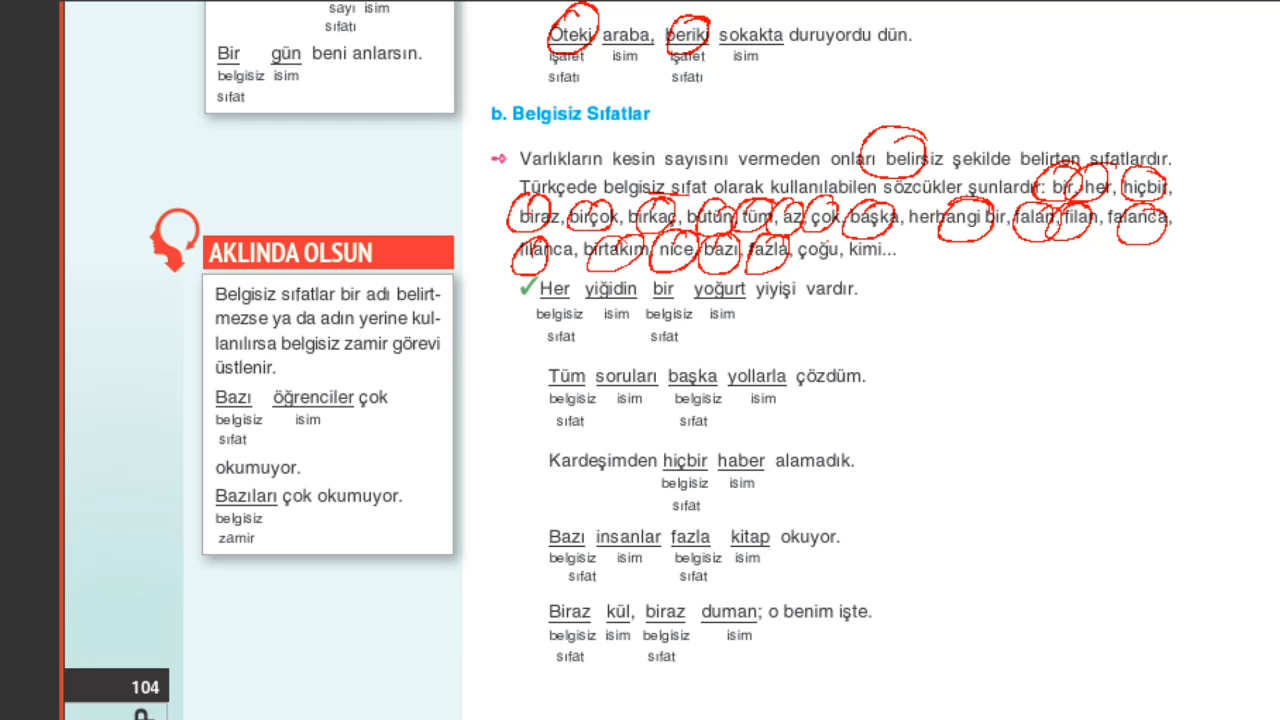 sayı isim
sıfatı
Bir gün beni anlarsın.
belgisiz isim
sıfat
AKLINDA OLSUN
Belgisiz sıfatlar bir adı belirt-
mezse ya da adın yerine kul-
lanılırsa belgisiz zamir görevi
üstlenir.
Bazı öğrenciler çok
belgisiz isim
sıfat
okumuyor.
Bazıları çok okumuyor.
belgisiz
zamir
104
Öteki araba, beriki sokakta duruyordu dün.
işaret isim işaret isim
sıfatı sıfatı
b. Belgisiz Sıfatlar
Varlıkların kesin sayısını vermeden onları belirsiz şekilde belirten sıfatlardır.
Türkçede belgisiz sıfat olarak kullanılabilen sözcükler şunlardır: bir, her, hiçbir,
biraz, birçok, birkaç, bütün, tüm, az, çok, başka, herhangi bir, falan, filan, falanca,
filanca, birtakım, nice, bazı, fazla, çoğu, kimi...
Her yiğidin bir yoğurt yiyişi vardır.
belgisiz isim belgisiz isim
sıfat sıfat
Tüm soruları başka yollarla çözdüm.
belgisiz isim belgisiz isim
sıfat sıfat
Kardeşimden hiçbir haber alamadık.
belgisiz isim
sıfat
Bazı insanlar fazla kitap okuyor.
belgisiz isim belgisiz isim
sıfat sıfat
Biraz kül, biraz duman; o benim işte.
belgisiz isim belgisiz isim
sıfat sıfat